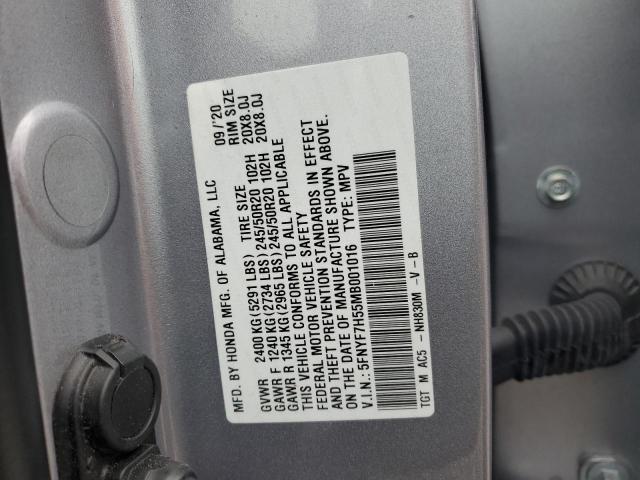 MFD. BY HONDA MFG. OF ALABAMA, LLC 09/'20
GVWR 2400 KG(5291 LBS) TIRE SIZE RIM SIZE
GAWR F 1240 KG(2734 LBS)245/50R20 102H 20X8.0J
GAWR R 1345 KG(2965 LBS)245/50R20 102H 20X8.0J
THIS VEHICLE CONFORMS TO ALL APPLICABLE
FEDERAL MOTOR VEHICLE SAFETY
AND THEFT PREVENTION STANDARDS IN EFFECT
ON THE DATE OF MANUFACTURE SHOWN ABOVE.
V.I.N.: 5FNYF7H55MB001016 TYPE: MPV
TGT M AC5 - NH830M -V-B